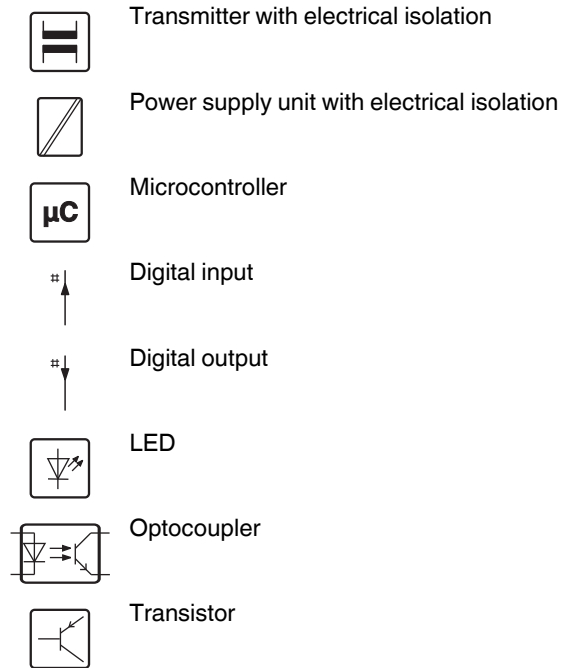 Transmitter with electrical isolation
Power supply unit with electrical isolation
µC
Microcontroller
#
Digital input
#
Digital output
LED
Optocoupler
Transistor